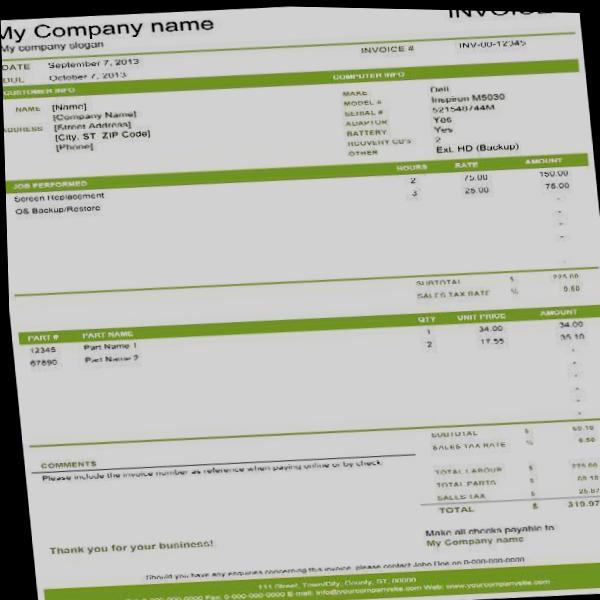 My Company name
INVOICE
My company slogan
DATE September 7, 2013 INVOICE # INV-00-12345
DUE October 7, 2013
CUSTOMER INFO COMPUTER INFO
NAME [Name] MAKE Dell
[Company Name] MODEL # Inspiron M5030
ADDRESS [Street Address] SERIAL # 521548744M
[City, ST ZIP Code] ADAPTOR Yes
[Phone] BATTERY Yes
RCOVERY CD'S 2
OTHER Ext. HD (Backup)
JOB PERFORMED HOURS RATE AMOUNT
Screen Replacement 2 75.00 150.00
OS Backup/Restore 3 25.00 75.00
SUBTOTAL $ 225.00
SALES TAX RATE %
PART # PART NAME QTY UNIT PRICE AMOUNT
12345 Part Name 1 1 34.00 34.00
67890 Part Name 2 2 17.55 35.10
SUBTOTAL $ 69.10
SALES TAX RATE %
COMMENTS
Please include the invoice number as reference when paying online or by check.
TOTAL LABOUR $ 225.00
TOTAL PARTS $ 69.10
SALES TAX $ 25.87
TOTAL $ 319.97
Make all checks payable to
My Company name
Thank you for your business!
Should you have any enquiries concerning this invoice, please contact John Doe on 0-000-000-0000
111 Street, Town/City, County, ST, 00000
0-000-000-0000 Fax: 0-000-000-0000 E-mail: info@yourcompanysite.com Web: www.yourcompanysite.com